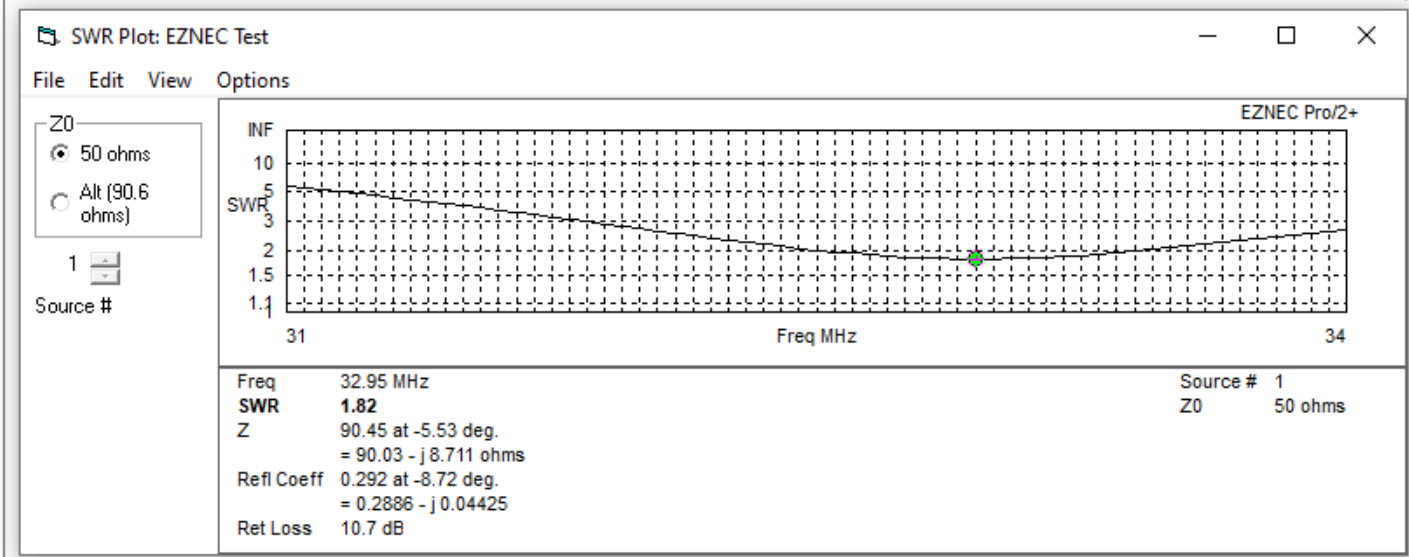 SWR Plot: EZNEC Test
File Edit View Options
Z0
50 ohms
Alt (90.6
ohms)
1
Source #
EZNEC Pro/2+
INF
10
5
SWR
3
2
1.5
1.1
1
31 Freq MHz 34
Freq 32.95 MHz Source # 1
SWR 1.82 Z0 50 ohms
Z 90.45 at -5.53 deg.
= 90.03 - j 8.711 ohms
Refl Coeff 0.292 at -8.72 deg.
= 0.2886 - j 0.04425
Ret Loss 10.7 dB